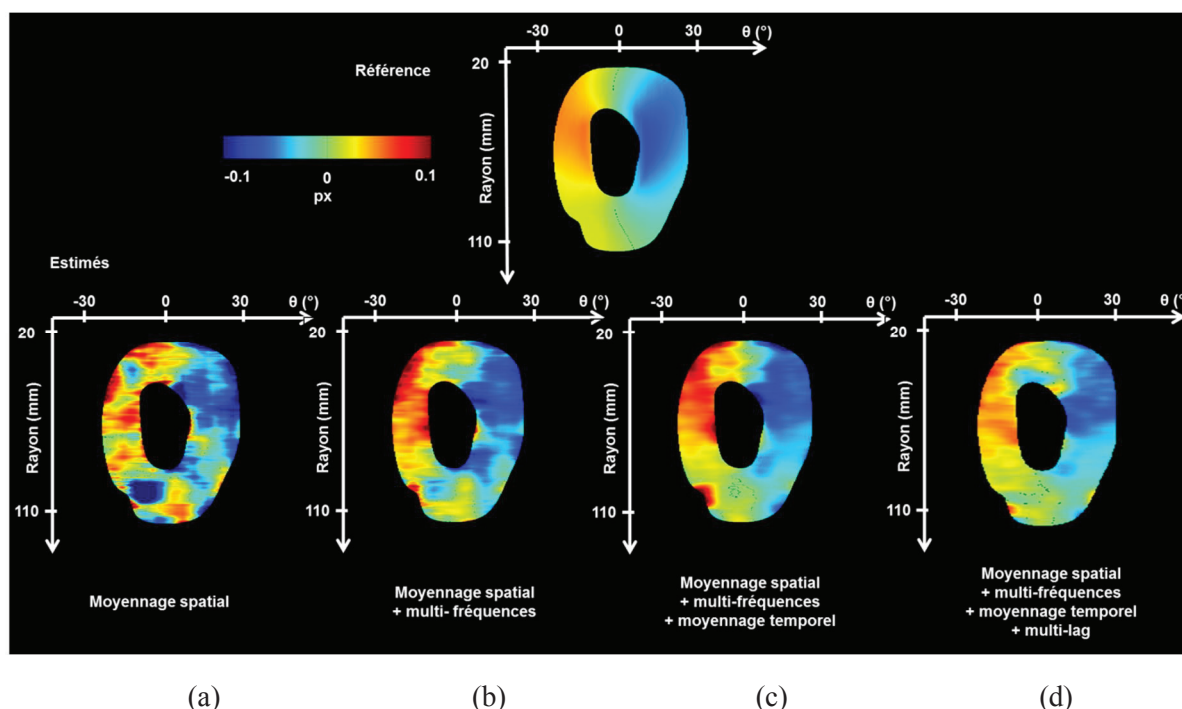 -30 0 30 θ (°)
20
Référence
Rayon (mm)
-0.1 0 0.1
px
110
Estimés
-30 0 30 θ (°) -30 0 30 θ (°) -30 0 30 θ (°) -30 0 30 θ (°)
20 20 20 20
Rayon (mm) Rayon (mm) Rayon (mm) Rayon (mm)
110 110 110 110
Moyennage spatial
Moyennage spatial
+ multi- fréquences
Moyennage spatial
+ multi-fréquences
+ moyennage temporel
Moyennage spatial
+ multi-fréquences
+ moyennage temporel
+ multi-lag
(a) (b) (c) (d)